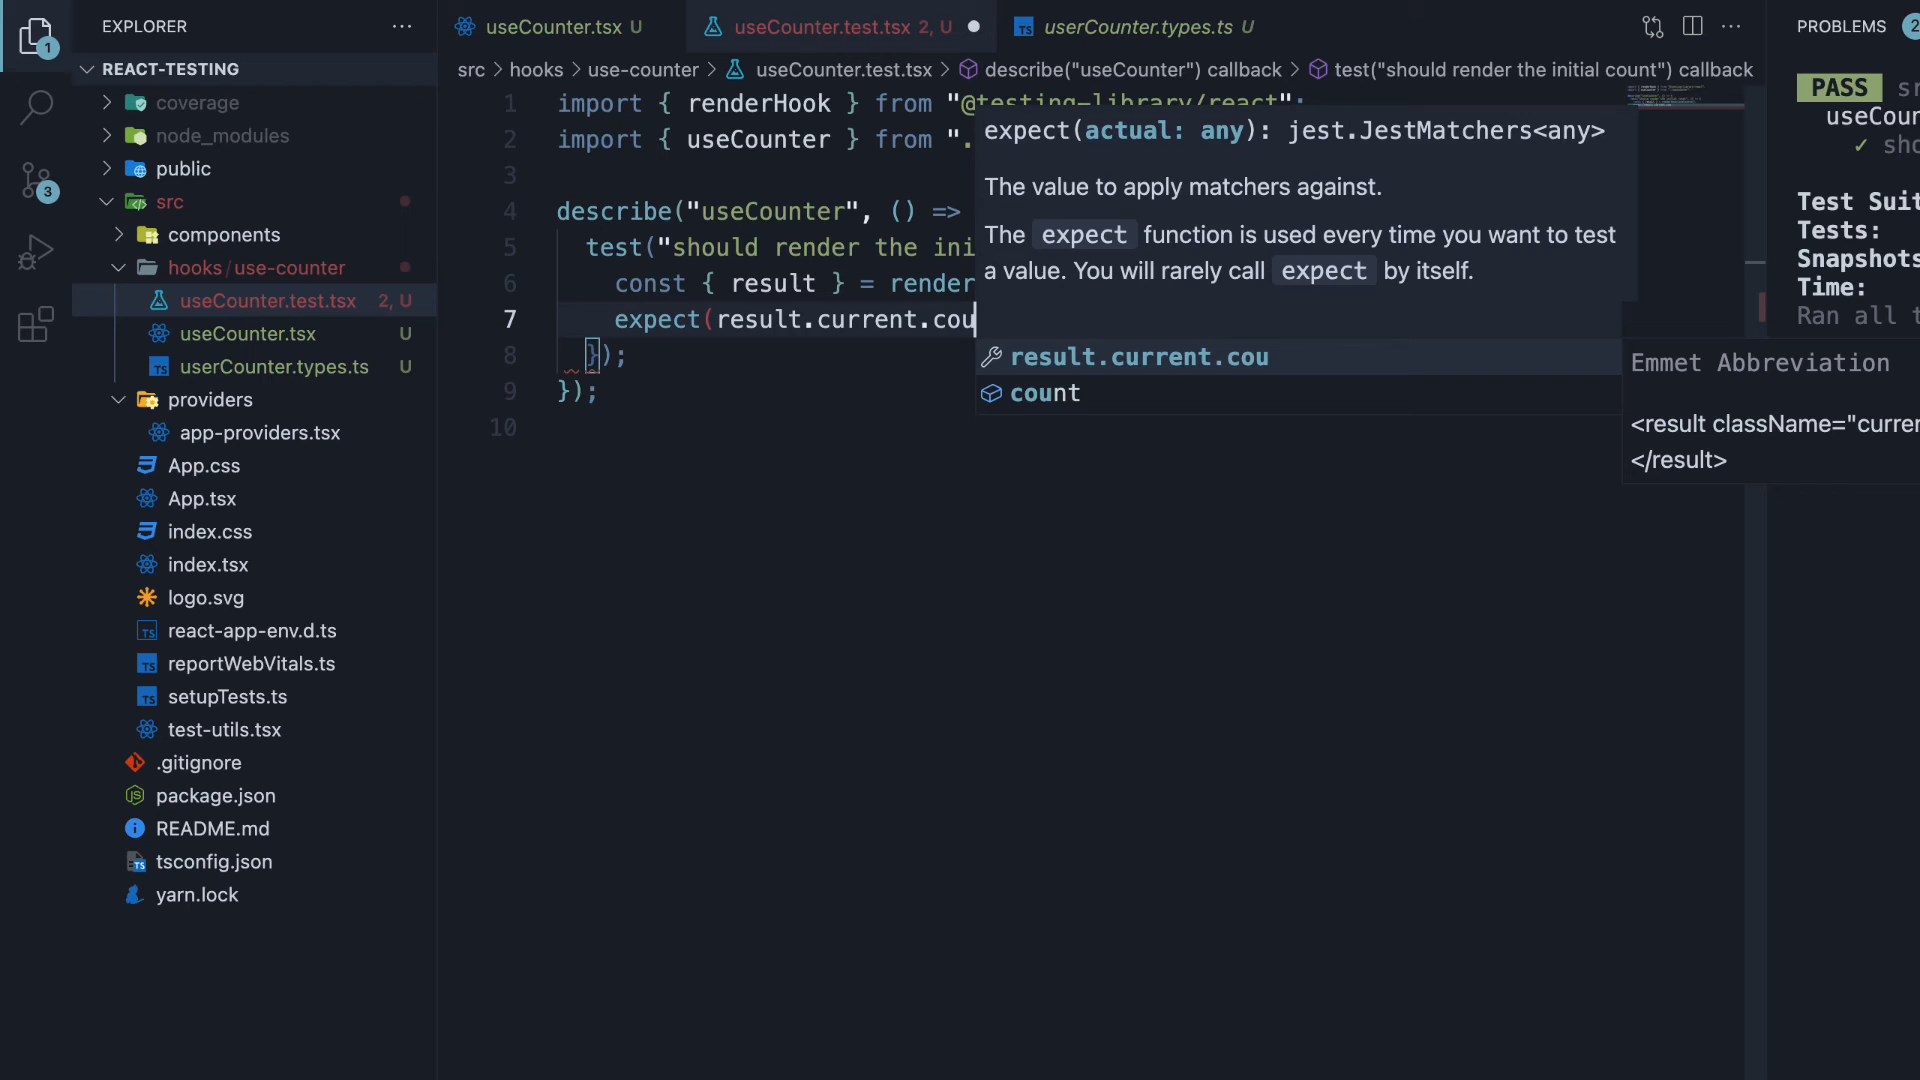 1
3
EXPLORER
REACT-TESTING
coverage
node_modules
public
src
components
hooks / use-counter
useCounter.test.tsx 2, U
useCounter.tsx U
userCounter.types.ts U
providers
app-providers.tsx
App.css
App.tsx
index.css
index.tsx
logo.svg
react-app-env.d.ts
reportWebVitals.ts
setupTests.ts
test-utils.tsx
.gitignore
package.json
README.md
tsconfig.json
yarn.lock
useCounter.tsx U
useCounter.test.tsx 2, U
userCounter.types.ts U
src > hooks > use-counter > useCounter.test.tsx > describe("useCounter") callback > test("should render the initial count") callback
1 import { renderHook } from "@testing-library/react";
2 import { useCounter } from ".
3
4 describe("useCounter", () =>
5 test("should render the ini
6 const { result } = render
7 expect(result.current.cou
8 });
9 });
10
expect(actual: any): jest.JestMatchers<any>
The value to apply matchers against.
The expect function is used every time you want to test
a value. You will rarely call expect by itself.
result.current.cou
count
Emmet Abbreviation
<result className="curren
</result>
PROBLEMS 2
PASS sr
useCoun
✓ sho
Test Suit
Tests:
Snapshots
Time:
Ran all t